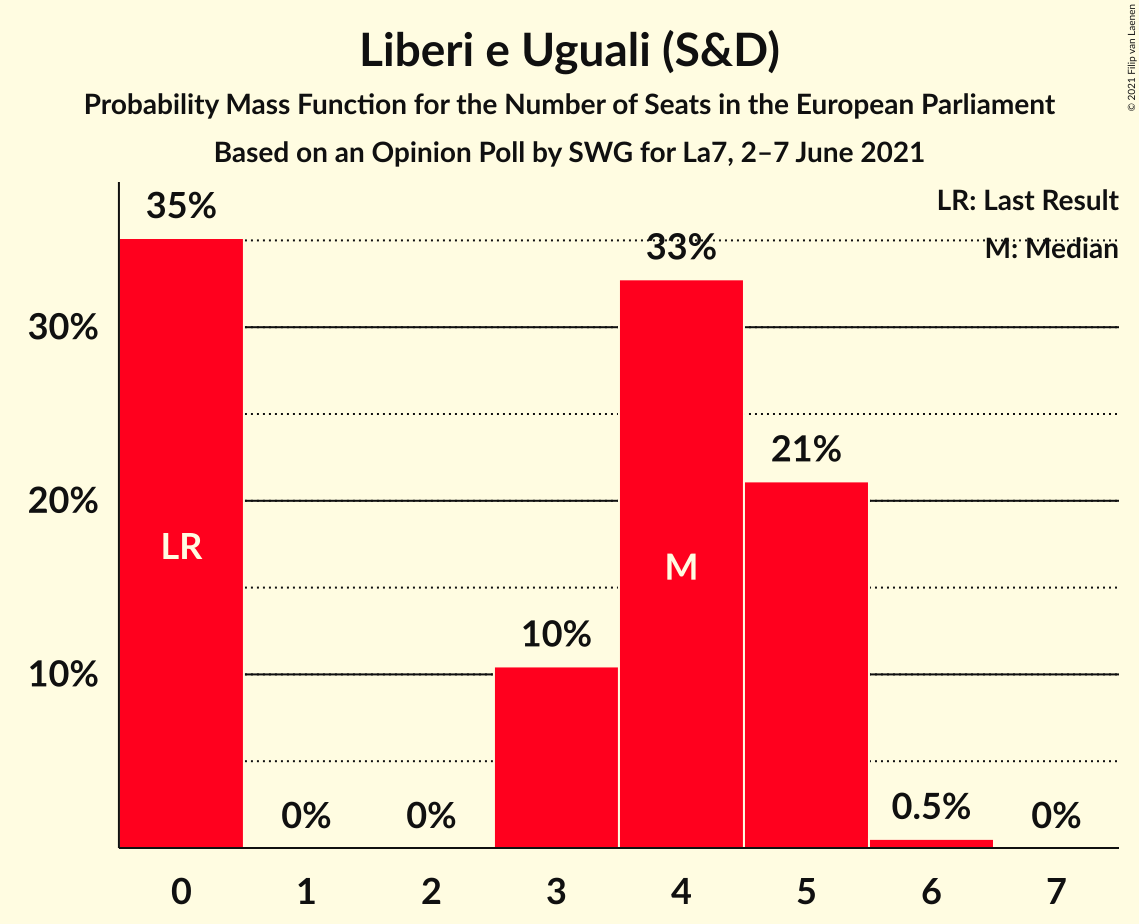 Liberi e Uguali (S&D)
Probability Mass Function for the Number of Seats in the European Parliament
Based on an Opinion Poll by SWG for La7, 2–7 June 2021
© 2021 Filip van Laenen
LR: Last Result
M: Median
35%
33%
30%
21%
20%
LR
M
10%
10%
0%
0%
0.5%
0%
0 1 2 3 4 5 6 7